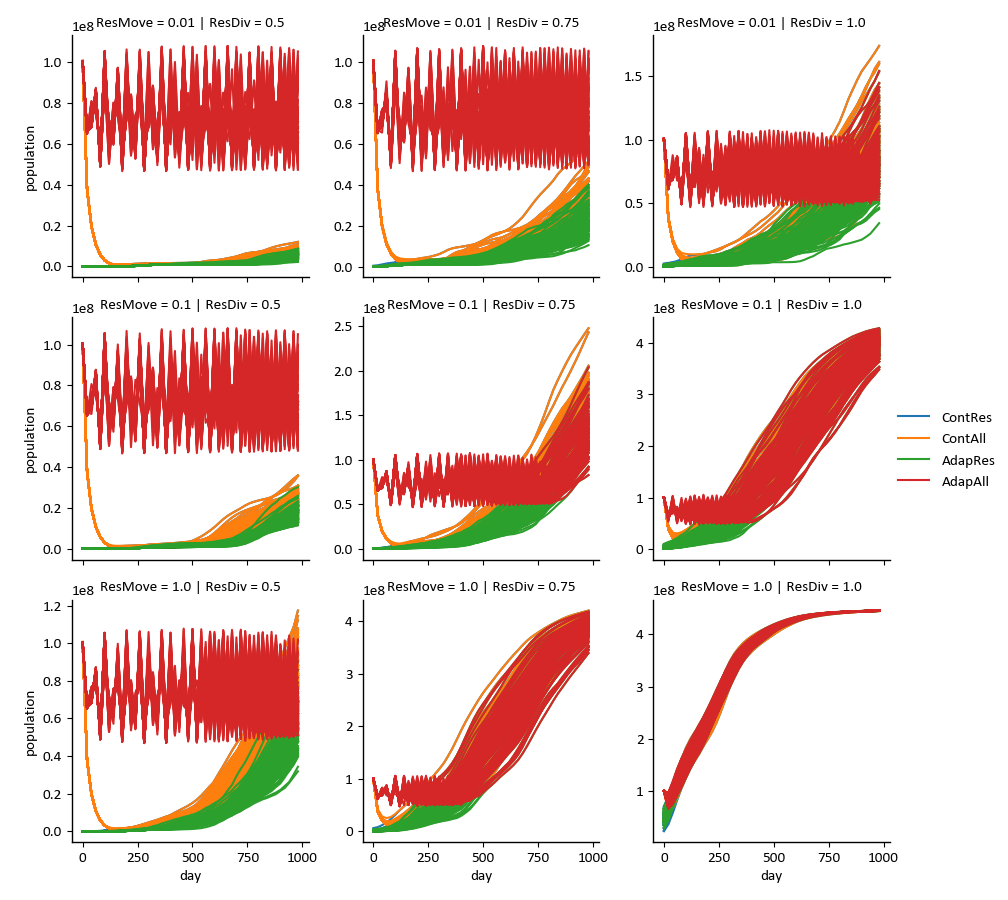 1e8 ResMove = 0.01 | ResDiv = 0.5
1e8 ResMove = 0.01 | ResDiv = 0.75
1e8 ResMove = 0.01 | ResDiv = 1.0
1.0
0.8
0.6
0.4
0.2
0.0
population
1.0
0.8
0.6
0.4
0.2
0.0
1.5
1.0
0.5
0.0
1e8 ResMove = 0.1 | ResDiv = 0.5
1e8 ResMove = 0.1 | ResDiv = 0.75
1e8 ResMove = 0.1 | ResDiv = 1.0
1.0
0.8
0.6
0.4
0.2
0.0
population
2.5
2.0
1.5
1.0
0.5
0.0
4
3
2
1
0
ContRes
ContAll
AdapRes
AdapAll
1e8 ResMove = 1.0 | ResDiv = 0.5
1e8 ResMove = 1.0 | ResDiv = 0.75
1e8 ResMove = 1.0 | ResDiv = 1.0
1.2
1.0
0.8
0.6
0.4
0.2
0.0
population
4
3
2
1
0
4
3
2
1
0 250 500 750 1000
day
0 250 500 750 1000
day
0 250 500 750 1000
day